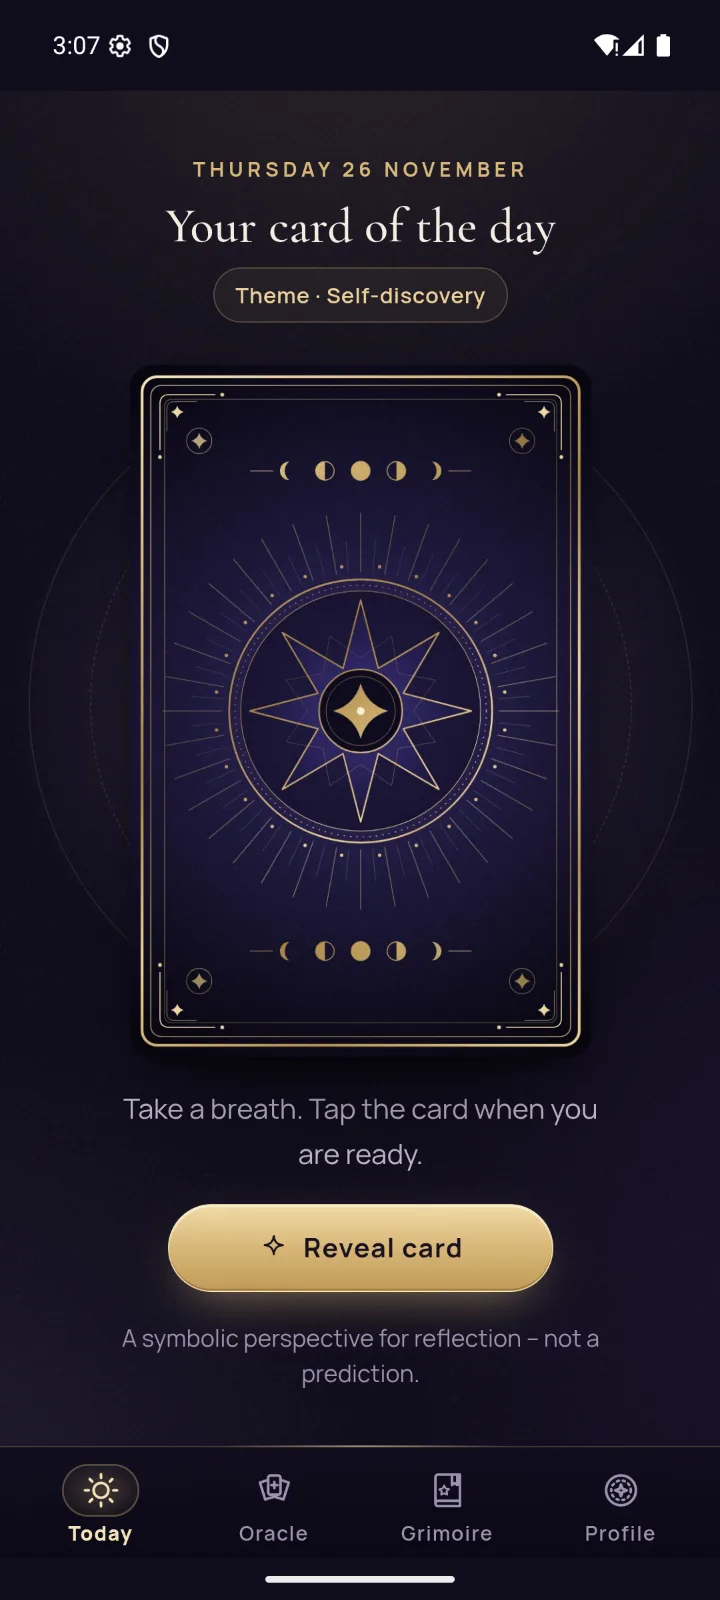 3:07
THURSDAY 26 NOVEMBER
Your card of the day
Theme · Self-discovery
Take a breath. Tap the card when you
are ready.
Reveal card
A symbolic perspective for reflection – not a
prediction.
Today
Oracle
Grimoire
Profile